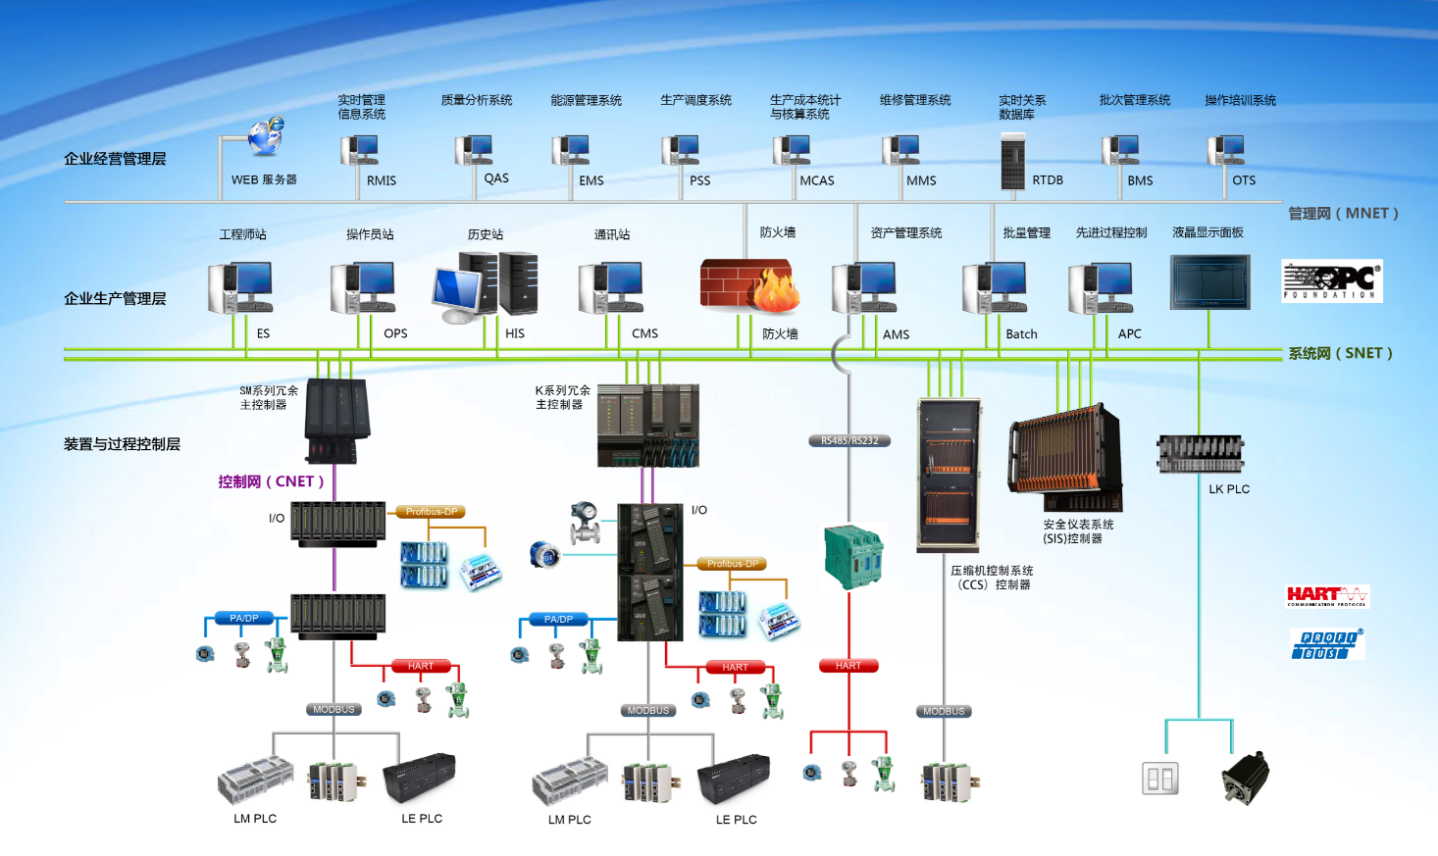 实时管理
信息系统
质量分析系统
能源管理系统
生产调度系统
生产成本统计
与核算系统
维修管理系统
实时关系
数据库
批次管理系统
操作培训系统
企业经营管理层
WEB 服务器
RMIS
QAS
EMS
PSS
MCAS
MMS
RTDB
BMS
OTS
管理网（MNET）
工程师站
操作员站
历史站
通讯站
防火墙
资产管理系统
批量管理
先进过程控制
液晶显示面板
企业生产管理层
OPC
FOUNDATION
ES
OPS
HIS
CMS
防火墙
AMS
Batch
APC
系统网（SNET）
SM系列冗余
主控制器
K系列冗余
主控制器
装置与过程控制层
RS485/RS232
控制网（CNET）
LK PLC
I/O
Profibus-DP
I/O
安全仪表系统
(SIS)控制器
Profibus-DP
压缩机控制系统
（CCS）控制器
HART
COMMUNICATION PROTOCOL
PA/DP
PA/DP
PROFI
BUS
HART
HART
HART
MODBUS
MODBUS
MODBUS
LM PLC
LE PLC
LM PLC
LE PLC